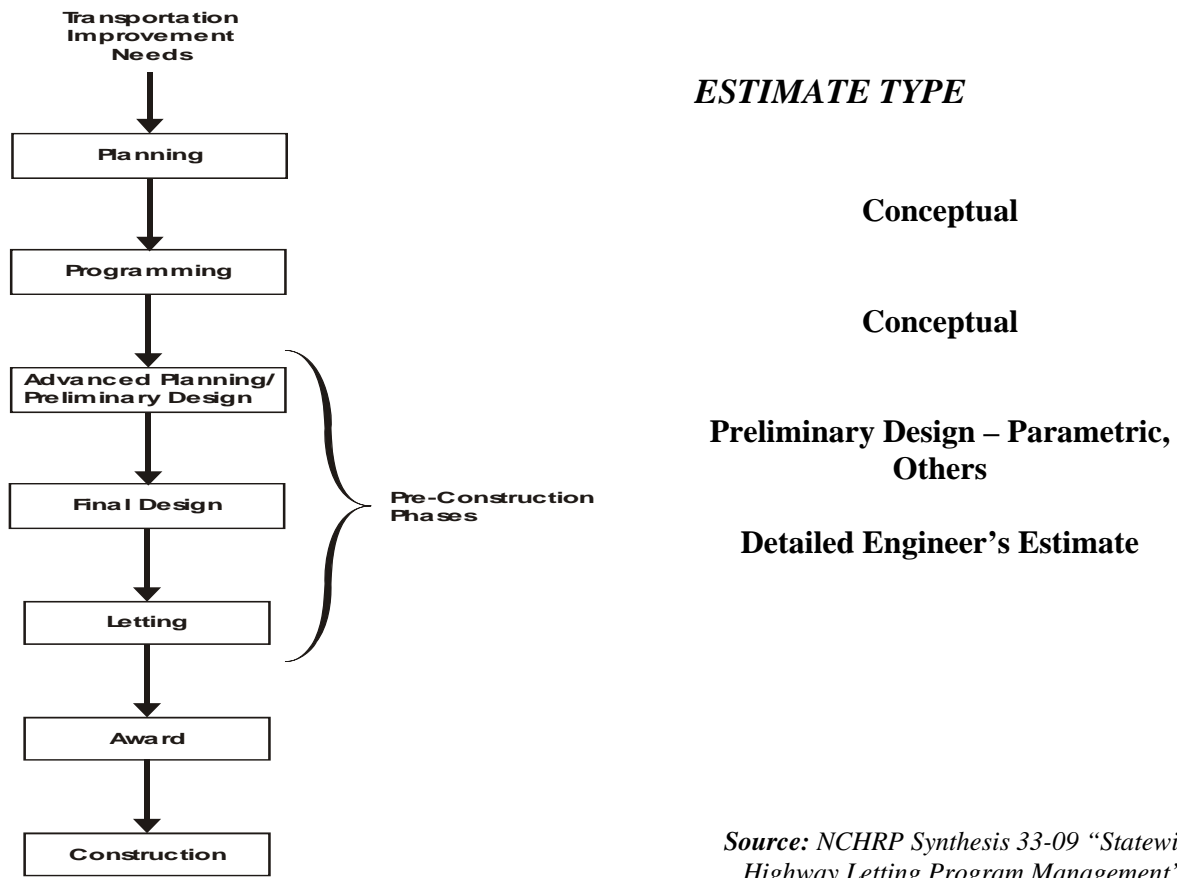 Transportation
Improvement
Needs
ESTIMATE TYPE
Planning
Conceptual
Programming
Conceptual
Advanced Planning/
Preliminary Design
Preliminary Design – Parametric,
Others
Final Design
Pre-Construction
Phases
Detailed Engineer’s Estimate
Letting
Award
Construction
Source: NCHRP Synthesis 33-09 “Statewi
Highway Letting Program Management”